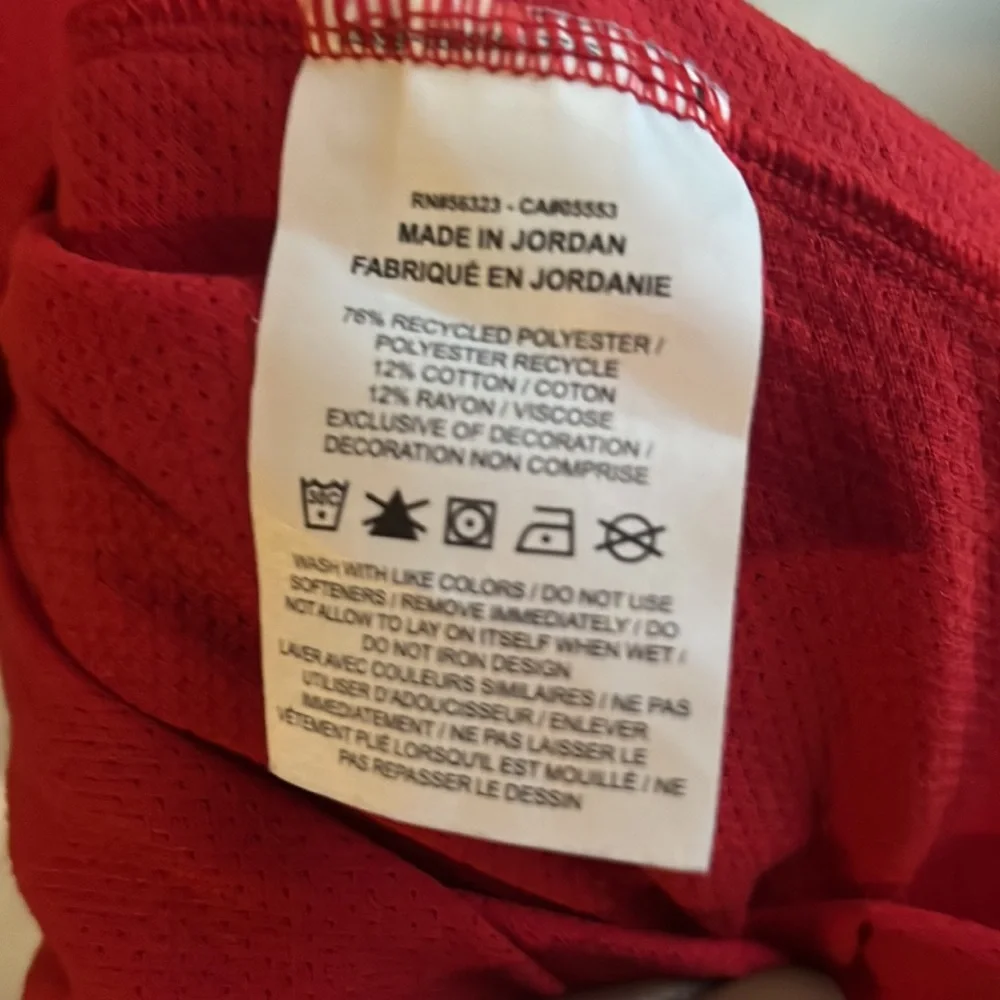 RN#56323 - CA#05553
MADE IN JORDAN
FABRIQUÉ EN JORDANIE
76% RECYCLED POLYESTER /
POLYESTER RECYCLE
12% COTTON / COTON
12% RAYON / VISCOSE
EXCLUSIVE OF DECORATION /
DECORATION NON COMPRISE
30C
WASH WITH LIKE COLORS / DO NOT USE
SOFTENERS / REMOVE IMMEDIATELY / DO
NOT ALLOW TO LAY ON ITSELF WHEN WET /
DO NOT IRON DESIGN
LAVER AVEC COULEURS SIMILAIRES / NE PAS
UTILISER D'ADOUCISSEUR / ENLEVER
IMMEDIATEMENT / NE PAS LAISSER LE
VÊTEMENT PLIÉ LORSQU'IL EST MOUILLÉ / NE
PAS REPASSER LE DESSIN